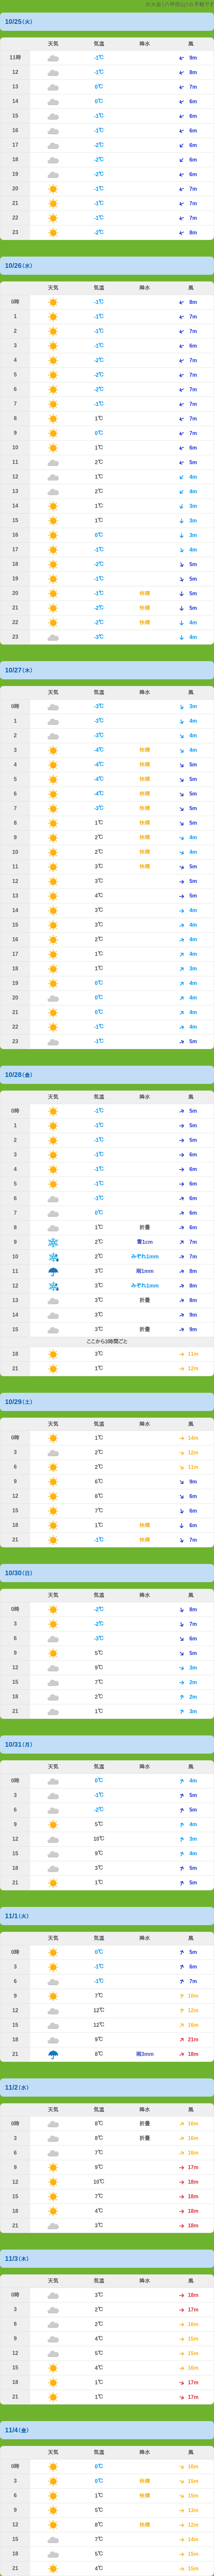 10/25(火)
天気 気温 降水 風
11時 -1℃ 9m
12 -1℃ 8m
13 0℃ 7m
14 0℃ 6m
15 -1℃ 6m
16 -1℃ 6m
17 -2℃ 6m
18 -2℃ 6m
19 -2℃ 6m
20 -1℃ 7m
21 -1℃ 7m
22 -1℃ 7m
23 -2℃ 8m
10/26(水)
天気 気温 降水 風
0時 -1℃ 8m
1 -1℃ 7m
2 -1℃ 7m
3 -1℃ 6m
4 -2℃ 7m
5 -2℃ 7m
6 -2℃ 7m
7 -1℃ 7m
8 1℃ 7m
9 0℃ 7m
10 1℃ 6m
11 2℃ 5m
12 1℃ 4m
13 2℃ 4m
14 1℃ 3m
15 1℃ 3m
16 0℃ 3m
17 -1℃ 4m
18 -2℃ 5m
19 -1℃ 5m
20 -1℃ 快晴 5m
21 -2℃ 快晴 5m
22 -2℃ 快晴 4m
23 -3℃ 4m
10/27(木)
天気 気温 降水 風
0時 -3℃ 3m
1 -3℃ 4m
2 -3℃ 4m
3 -4℃ 快晴 4m
4 -4℃ 快晴 5m
5 -4℃ 快晴 5m
6 -4℃ 快晴 5m
7 -3℃ 快晴 5m
8 1℃ 快晴 5m
9 2℃ 快晴 4m
10 2℃ 快晴 4m
11 3℃ 快晴 5m
12 3℃ 5m
13 4℃ 5m
14 3℃ 4m
15 3℃ 4m
16 2℃ 4m
17 1℃ 4m
18 1℃ 3m
19 0℃ 4m
20 0℃ 4m
21 0℃ 4m
22 -1℃ 4m
23 -1℃ 5m
10/28(金)
天気 気温 降水 風
0時 -1℃ 5m
1 -1℃ 5m
2 -1℃ 5m
3 -1℃ 6m
4 -1℃ 6m
5 -1℃ 6m
6 -1℃ 6m
7 0℃ 6m
8 1℃ 折畳 6m
9 2℃ 雪1cm 7m
10 2℃ みぞれ1mm 7m
11 3℃ 雨1mm 8m
12 3℃ みぞれ1mm 8m
13 3℃ 折畳 8m
14 3℃ 9m
15 3℃ 折畳 9m
ここから3時間ごと
18 3℃ 11m
21 1℃ 12m
10/29(土)
天気 気温 降水 風
0時 1℃ 14m
3 2℃ 12m
6 2℃ 11m
9 6℃ 9m
12 8℃ 6m
15 7℃ 6m
18 1℃ 快晴 6m
21 -1℃ 快晴 7m
10/30(日)
天気 気温 降水 風
0時 -2℃ 8m
3 -2℃ 7m
6 -3℃ 6m
9 5℃ 5m
12 9℃ 3m
15 7℃ 2m
18 2℃ 2m
21 1℃ 3m
10/31(月)
天気 気温 降水 風
0時 0℃ 4m
3 -1℃ 5m
6 -2℃ 5m
9 5℃ 4m
12 10℃ 3m
15 9℃ 4m
18 3℃ 5m
21 1℃ 5m
11/1(火)
天気 気温 降水 風
0時 0℃ 5m
3 -1℃ 6m
6 -1℃ 7m
9 7℃ 10m
12 12℃ 12m
15 12℃ 16m
18 9℃ 21m
21 8℃ 雨3mm 18m
11/2(水)
天気 気温 降水 風
0時 8℃ 折畳 16m
3 8℃ 折畳 16m
6 7℃ 16m
9 9℃ 17m
12 10℃ 18m
15 7℃ 18m
18 4℃ 18m
21 3℃ 18m
11/3(木)
天気 気温 降水 風
0時 3℃ 18m
3 2℃ 17m
6 2℃ 16m
9 4℃ 15m
12 5℃ 15m
15 4℃ 16m
18 1℃ 17m
21 1℃ 17m
11/4(金)
天気 気温 降水 風
0時 0℃ 16m
3 0℃ 快晴 15m
6 1℃ 快晴 15m
9 5℃ 13m
12 8℃ 快晴 12m
15 7℃ 14m
18 5℃ 15m
21 4℃ 15m